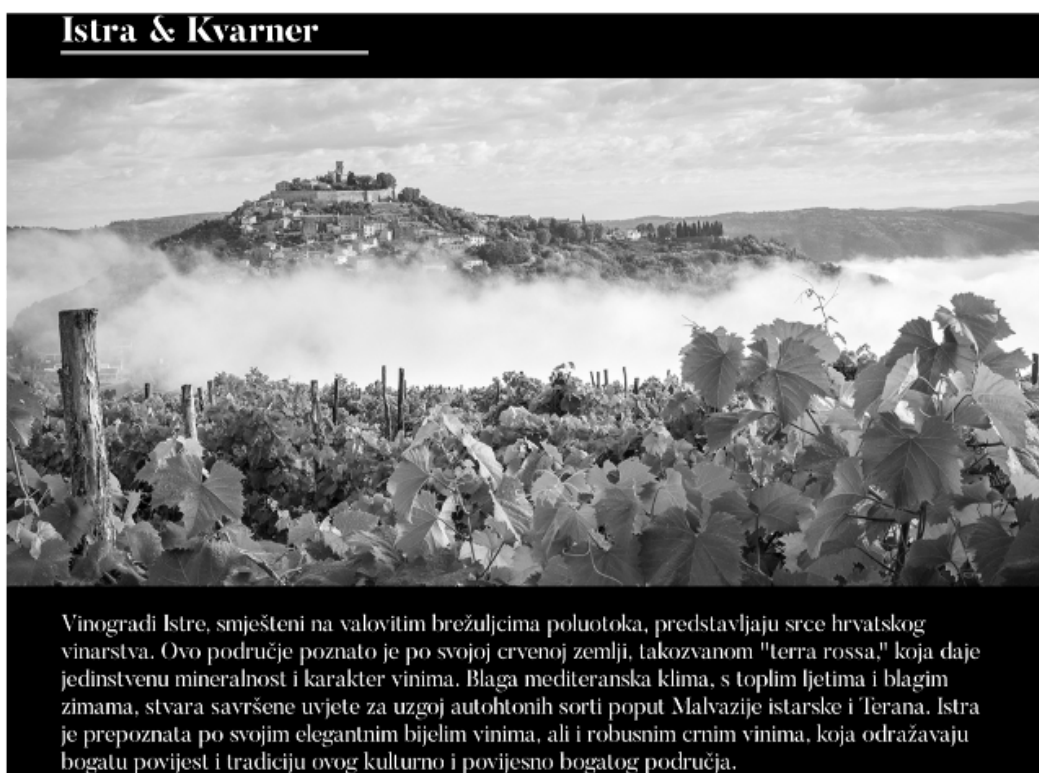 Istra & Kvarner
Vinogradi Istre, smješteni na valovitim brežuljcima poluotoka, predstavljaju srce hrvatskog
vinarstva. Ovo područje poznato je po svojoj crvenoj zemlji, takozvanom "terra rossa," koja daje
jedinstvenu mineralnost i karakter vinima. Blaga mediteranska klima, s toplim ljetima i blagim
zimama, stvara savršene uvjete za uzgoj autohtonih sorti poput Malvazije istarske i Terana. Istra
je prepoznata po svojim elegantnim bijelim vinima, ali i robusnim crnim vinima, koja odražavaju
bogatu povijest i tradiciju ovog kulturno i povijesno bogatog područja.